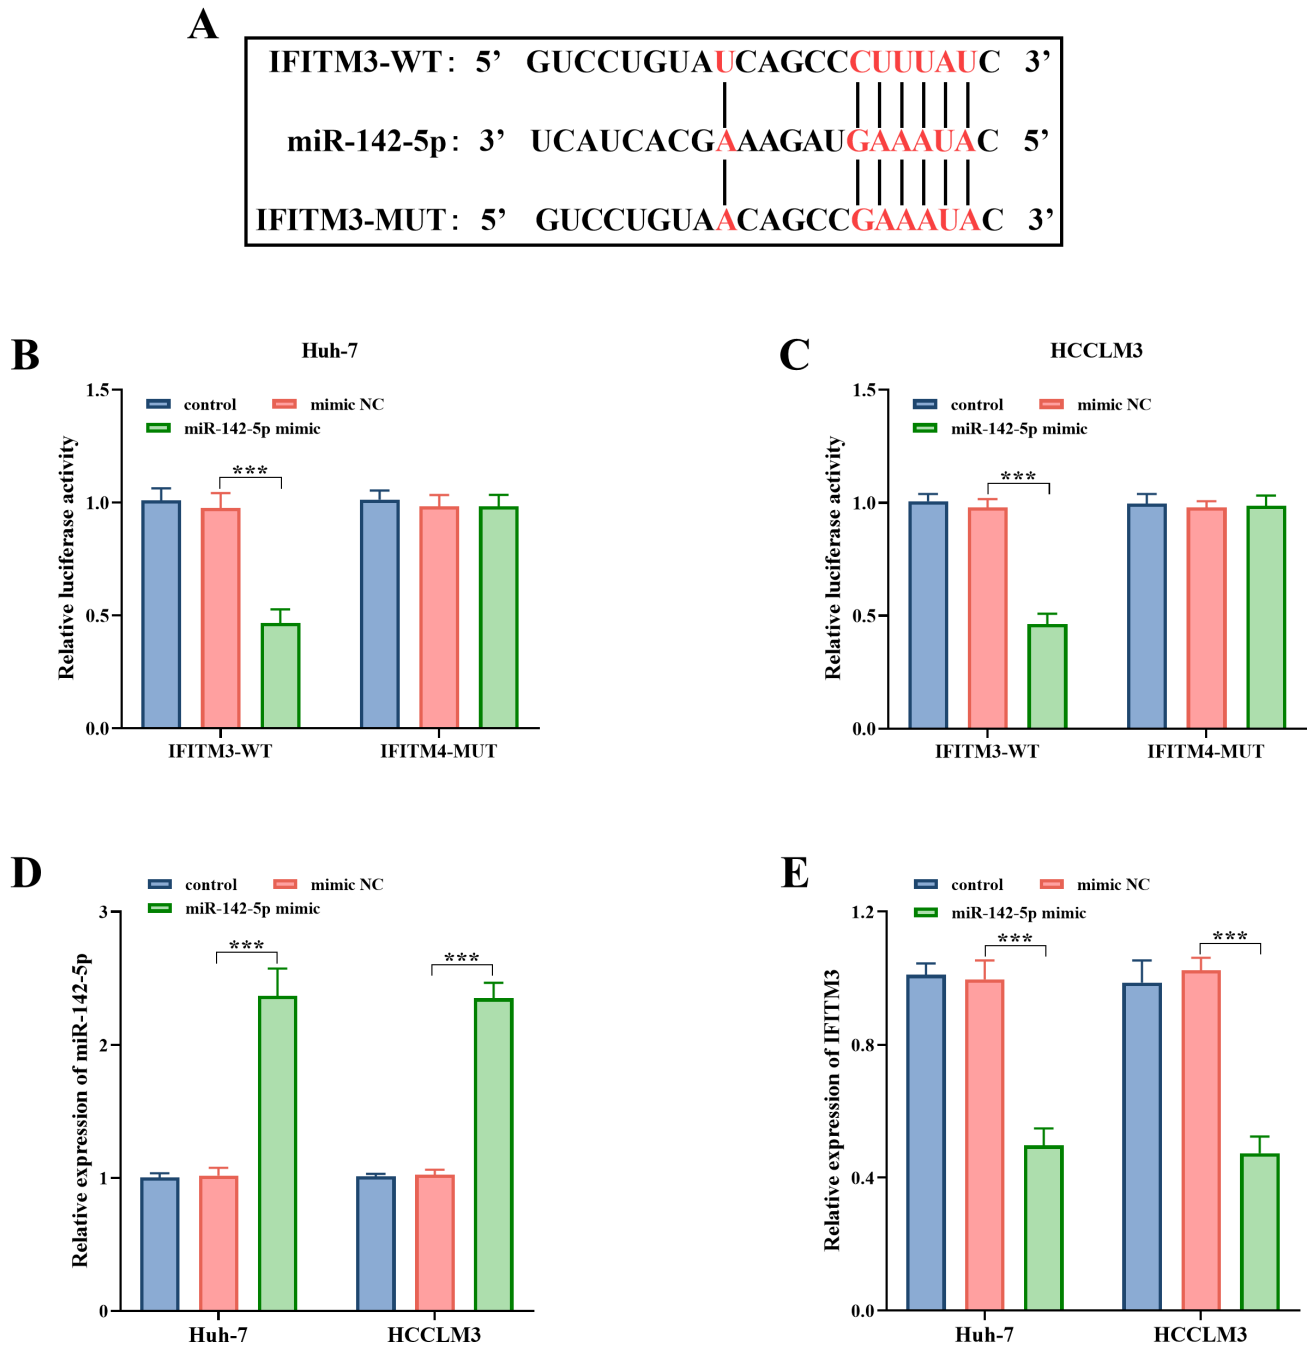 A
IFITM3-WT: 5’ GUCCUGUAUCAGCCCUUUAUC 3’
miR-142-5p: 3’ UCAUCACGAAAGAUGAAAUAC 5’
IFITM3-MUT: 5’ GUCCUGUAACAGCCGAAAUAC 3’
B
Huh-7
1.5
1.0
0.5
0.0
Relative luciferase activity
control
mimic NC
miR-142-5p mimic
***
IFITM3-WT
IFITM4-MUT
C
HCCLM3
1.5
1.0
0.5
0.0
Relative luciferase activity
control
mimic NC
miR-142-5p mimic
***
IFITM3-WT
IFITM4-MUT
D
3
2
1
0
Relative expression of miR-142-5p
control
mimic NC
miR-142-5p mimic
***
***
Huh-7
HCCLM3
E
1.2
0.8
0.4
0.0
Relative expression of IFITM3
control
mimic NC
miR-142-5p mimic
***
***
Huh-7
HCCLM3